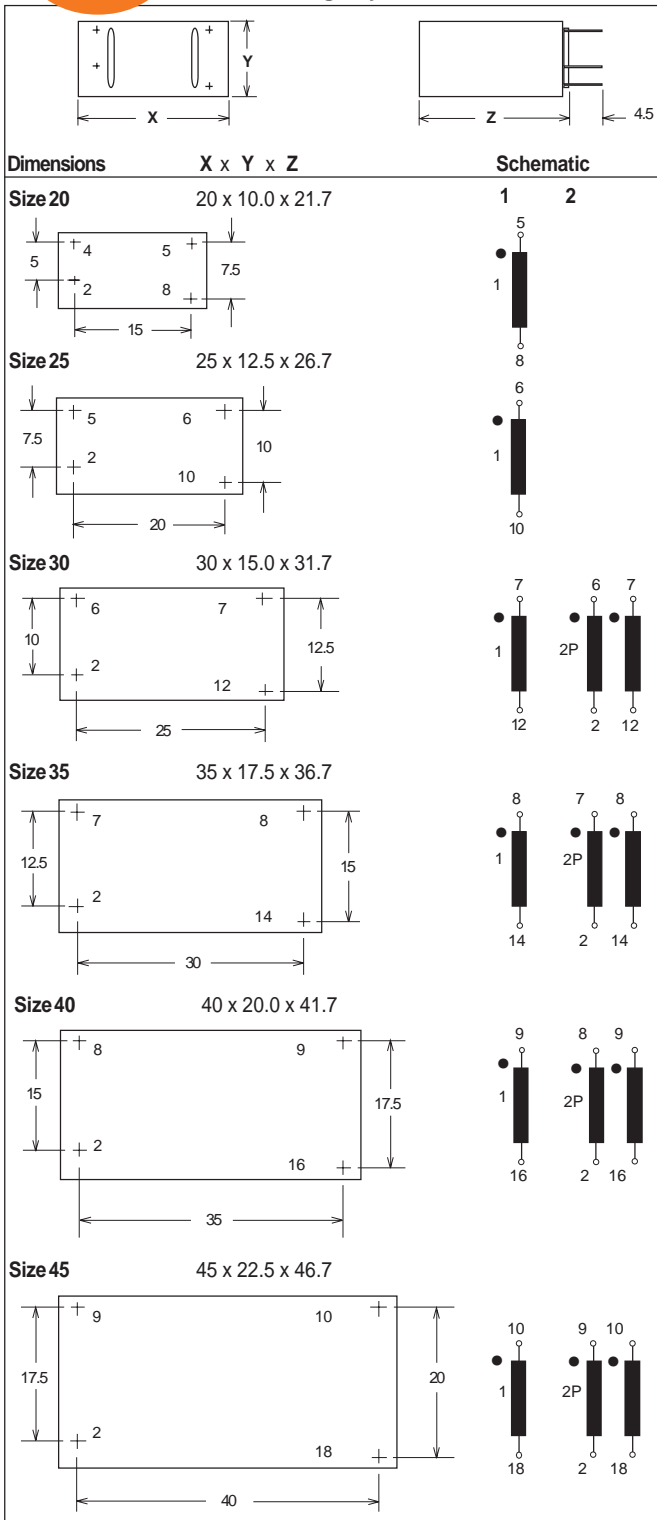 Y
X
Z
4.5
Dimensions X x Y x Z Schematic
Size 20 20 x 10.0 x 21.7 1 2
5
4 5
5 7.5
1
2 8
15
8
Size 25 25 x 12.5 x 26.7
6
5 6
7.5 10
1
2
10
20
10
Size 30 30 x 15.0 x 31.7
7 6 7
6 7
10 12.5
1 2P
2
12
12 2 12
25
Size 35 35 x 17.5 x 36.7
8 7 8
7 8
12.5 15
1 2P
2
14
14 2 14
30
Size 40 40 x 20.0 x 41.7
9 8 9
8 9
15 17.5
1 2P
2
16
16 2 16
35
Size 45 45 x 22.5 x 46.7
9 10
10 9 10
17.5 20
1 2P
2
18
18 2 18
40